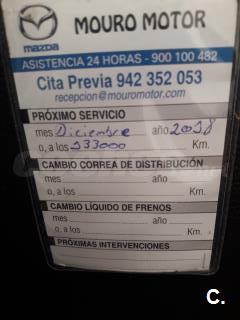 MOURO MOTOR
mazda
ASISTENCIA 24 HORAS - 900 100 482
Cita Previa 942 352 053
recepcion@mouromotor.com
PRÓXIMO SERVICIO
mes Diciembre año 2018
o, a los 133000 Km.
CAMBIO CORREA DE DISTRIBUCIÓN
mes año
o, a los Km.
CAMBIO LÍQUIDO DE FRENOS
mes año
PRÓXIMAS INTERVENCIONES
C.